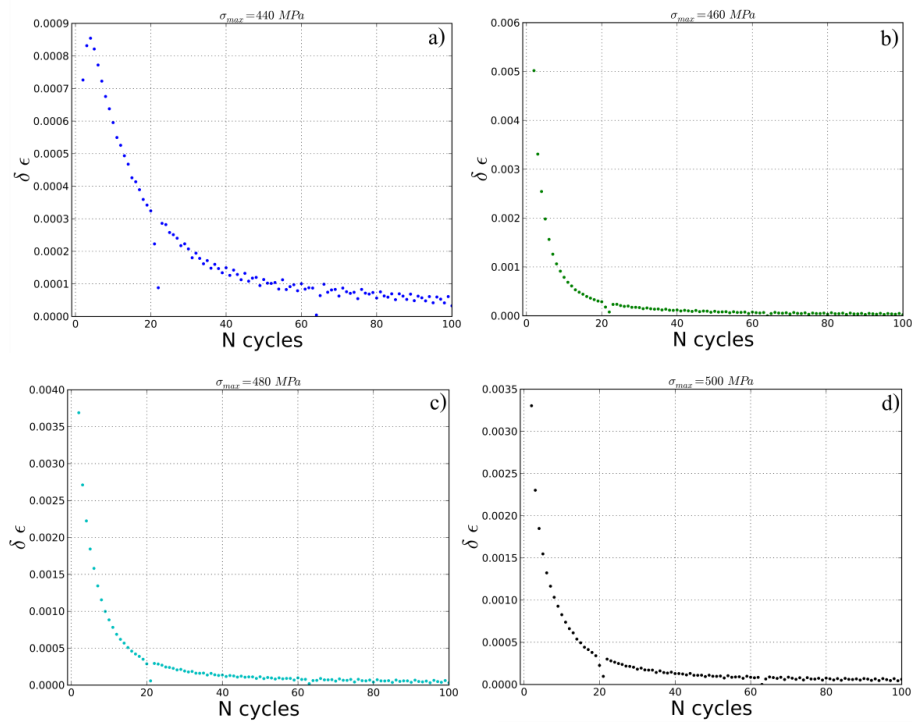 σmax=440 MPa
a)
0.0009
0.0008
0.0007
0.0006
0.0005
0.0004
0.0003
0.0002
0.0001
0.0000
δ ϵ
0 20 40 60 80 100
N cycles
σmax=460 MPa
b)
0.006
0.005
0.004
0.003
0.002
0.001
0.000
δ ϵ
0 20 40 60 80 100
N cycles
σmax=480 MPa
c)
0.0040
0.0035
0.0030
0.0025
0.0020
0.0015
0.0010
0.0005
0.0000
δ ϵ
0 20 40 60 80 100
N cycles
σmax=500 MPa
d)
0.0035
0.0030
0.0025
0.0020
0.0015
0.0010
0.0005
0.0000
δ ϵ
0 20 40 60 80 100
N cycles